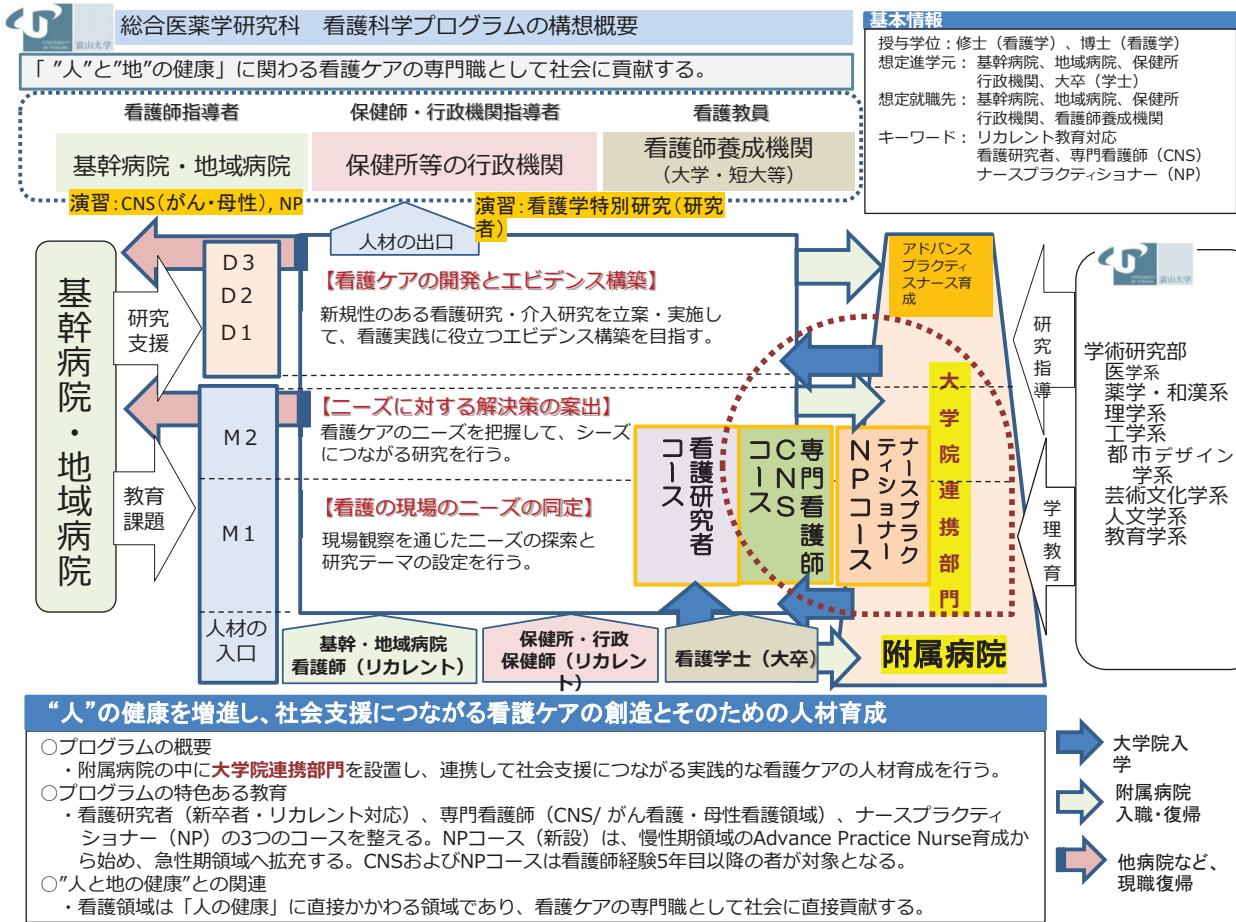 総合医薬学研究科　看護科学プログラムの構想概要
富山大学
「 ”人”と”地”の健康」に関わる看護ケアの専門職として社会に貢献する。
基本情報
授与学位：修士（看護学）、博士（看護学）
想定進学元： 基幹病院、地域病院、保健所
行政機関、大卒（学士）
想定就職先： 基幹病院、地域病院、保健所
行政機関、看護師養成機関
キーワード： リカレント教育対応
看護研究者、専門看護師（CNS）
ナースプラクティショナー（NP）
看護師指導者
基幹病院・地域病院
保健師・行政機関指導者
保健所等の行政機関
看護教員
看護師養成機関
（大学・短大等）
演習：CNS（がん・母性）, NP
演習：看護学特別研究（研究
者）
人材の出口
基幹病院・地域病院
研究
支援
教育
課題
D３
D２
D１
M２
M１
人材の
入口
【看護ケアの開発とエビデンス構築】
新規性のある看護研究・介入研究を立案・実施し
て、看護実践に役立つエビデンス構築を目指す。
【ニーズに対する解決策の案出】
看護ケアのニーズを把握して、シーズ
につながる研究を行う。
【看護の現場のニーズの同定】
現場観察を通じたニーズの探索と
研究テーマの設定を行う。
看護研究者
コース
専門看護師
CNS
コース
ナースプラク
ティショナー
NPコース
アドバンス
プラクティ
スナース育
成
大学院連携部門
附属病院
研究指導
学理教育
富山大学
学術研究部
医学系
薬学・和漢系
理学系
工学系
都市デザイン
学系
芸術文化学系
人文学系
教育学系
基幹・地域病院
看護師（リカレント）
保健所・行政
保健師（リカレン
ト）
看護学士（大卒）
“人”の健康を増進し、社会支援につながる看護ケアの創造とそのための人材育成
○プログラムの概要
・附属病院の中に大学院連携部門を設置し、連携して社会支援につながる実践的な看護ケアの人材育成を行う。
○プログラムの特色ある教育
・看護研究者（新卒者・リカレント対応）、専門看護師（CNS/ がん看護・母性看護領域）、ナースプラクティ
ショナー（NP）の3つのコースを整える。NPコース（新設）は、慢性期領域のAdvance Practice Nurse育成か
ら始め、急性期領域へ拡充する。CNSおよびNPコースは看護師経験5年目以降の者が対象となる。
○”人と地の健康”との関連
・看護領域は「人の健康」に直接かかわる領域であり、看護ケアの専門職として社会に直接貢献する。
大学院入
学
附属病院
入職・復帰
他病院など、
現職復帰